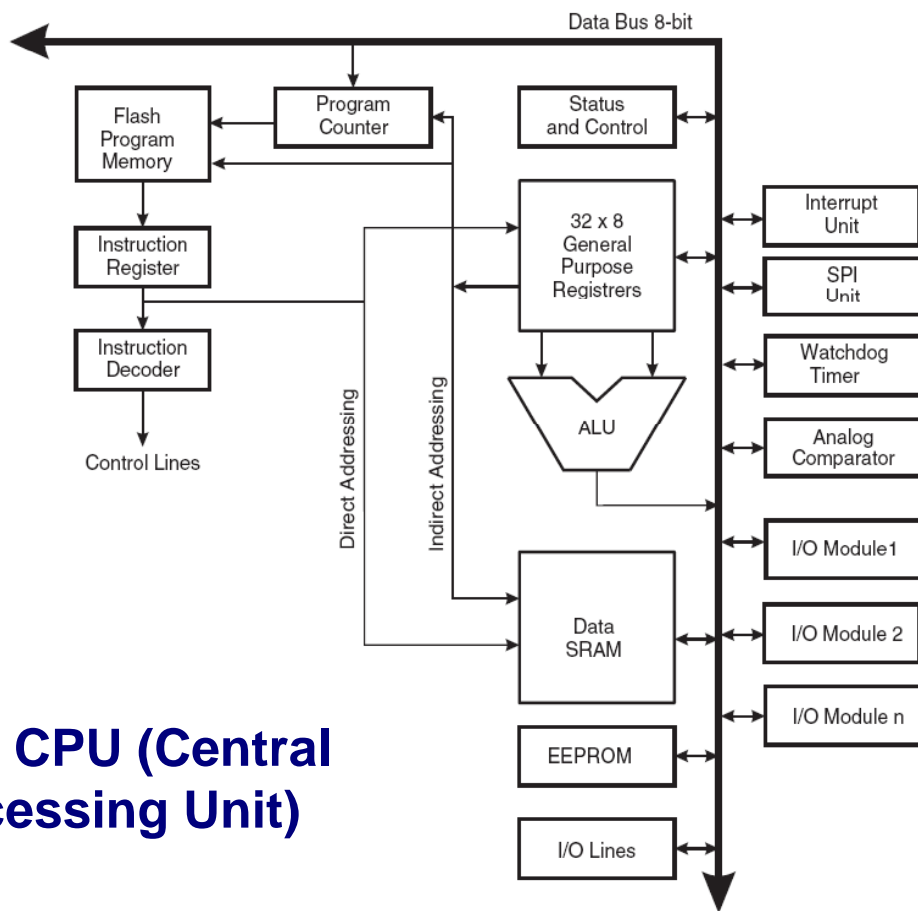 Data Bus 8-bit
Flash
Program
Memory
Program
Counter
Status
and Control
Instruction
Register
32 x 8
General
Purpose
Registrers
Interrupt
Unit
SPI
Unit
Instruction
Decoder
Watchdog
Timer
ALU
Analog
Comparator
Control Lines
Direct Addressing
Indirect Addressing
I/O Module1
Data
SRAM
I/O Module 2
I/O Module n
CPU (Central
cessing Unit)
EEPROM
I/O Lines